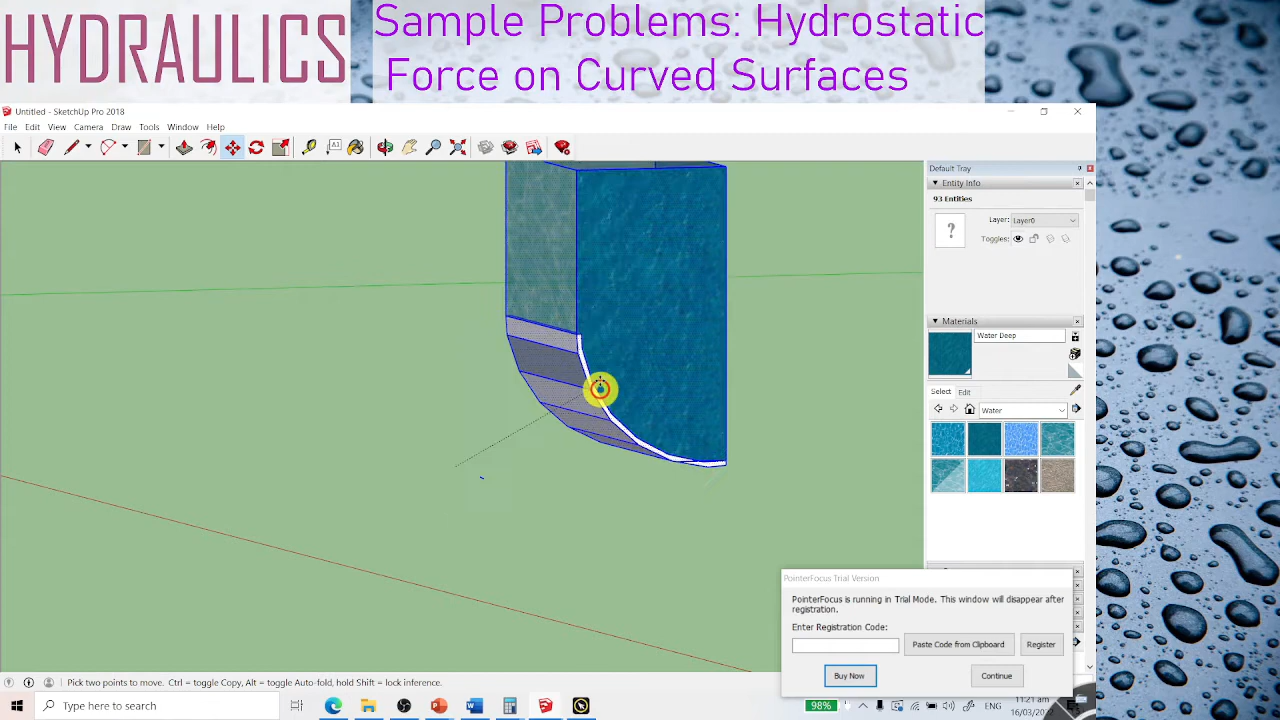 HYDRAULICS
Sample Problems: Hydrostatic
Force on Curved Surfaces
Untitled - SketchUp Pro 2018
File Edit View Camera Draw Tools Window Help
Default Tray
Entity Info
93 Entities
Layer: Layer0
Toggles:
?
Materials
Water Deep
Select Edit
Water
PointerFocus Trial Version
PointerFocus is running in Trial Mode. This window will disappear after
registration.
Enter Registration Code:
Paste Code from Clipboard Register
Buy Now Continue
Pick two points to move. Ctrl = toggle Copy, Alt = toggle Auto-fold, hold Shift = lock inference.
Type here to search
98%
ENG
11:21 am